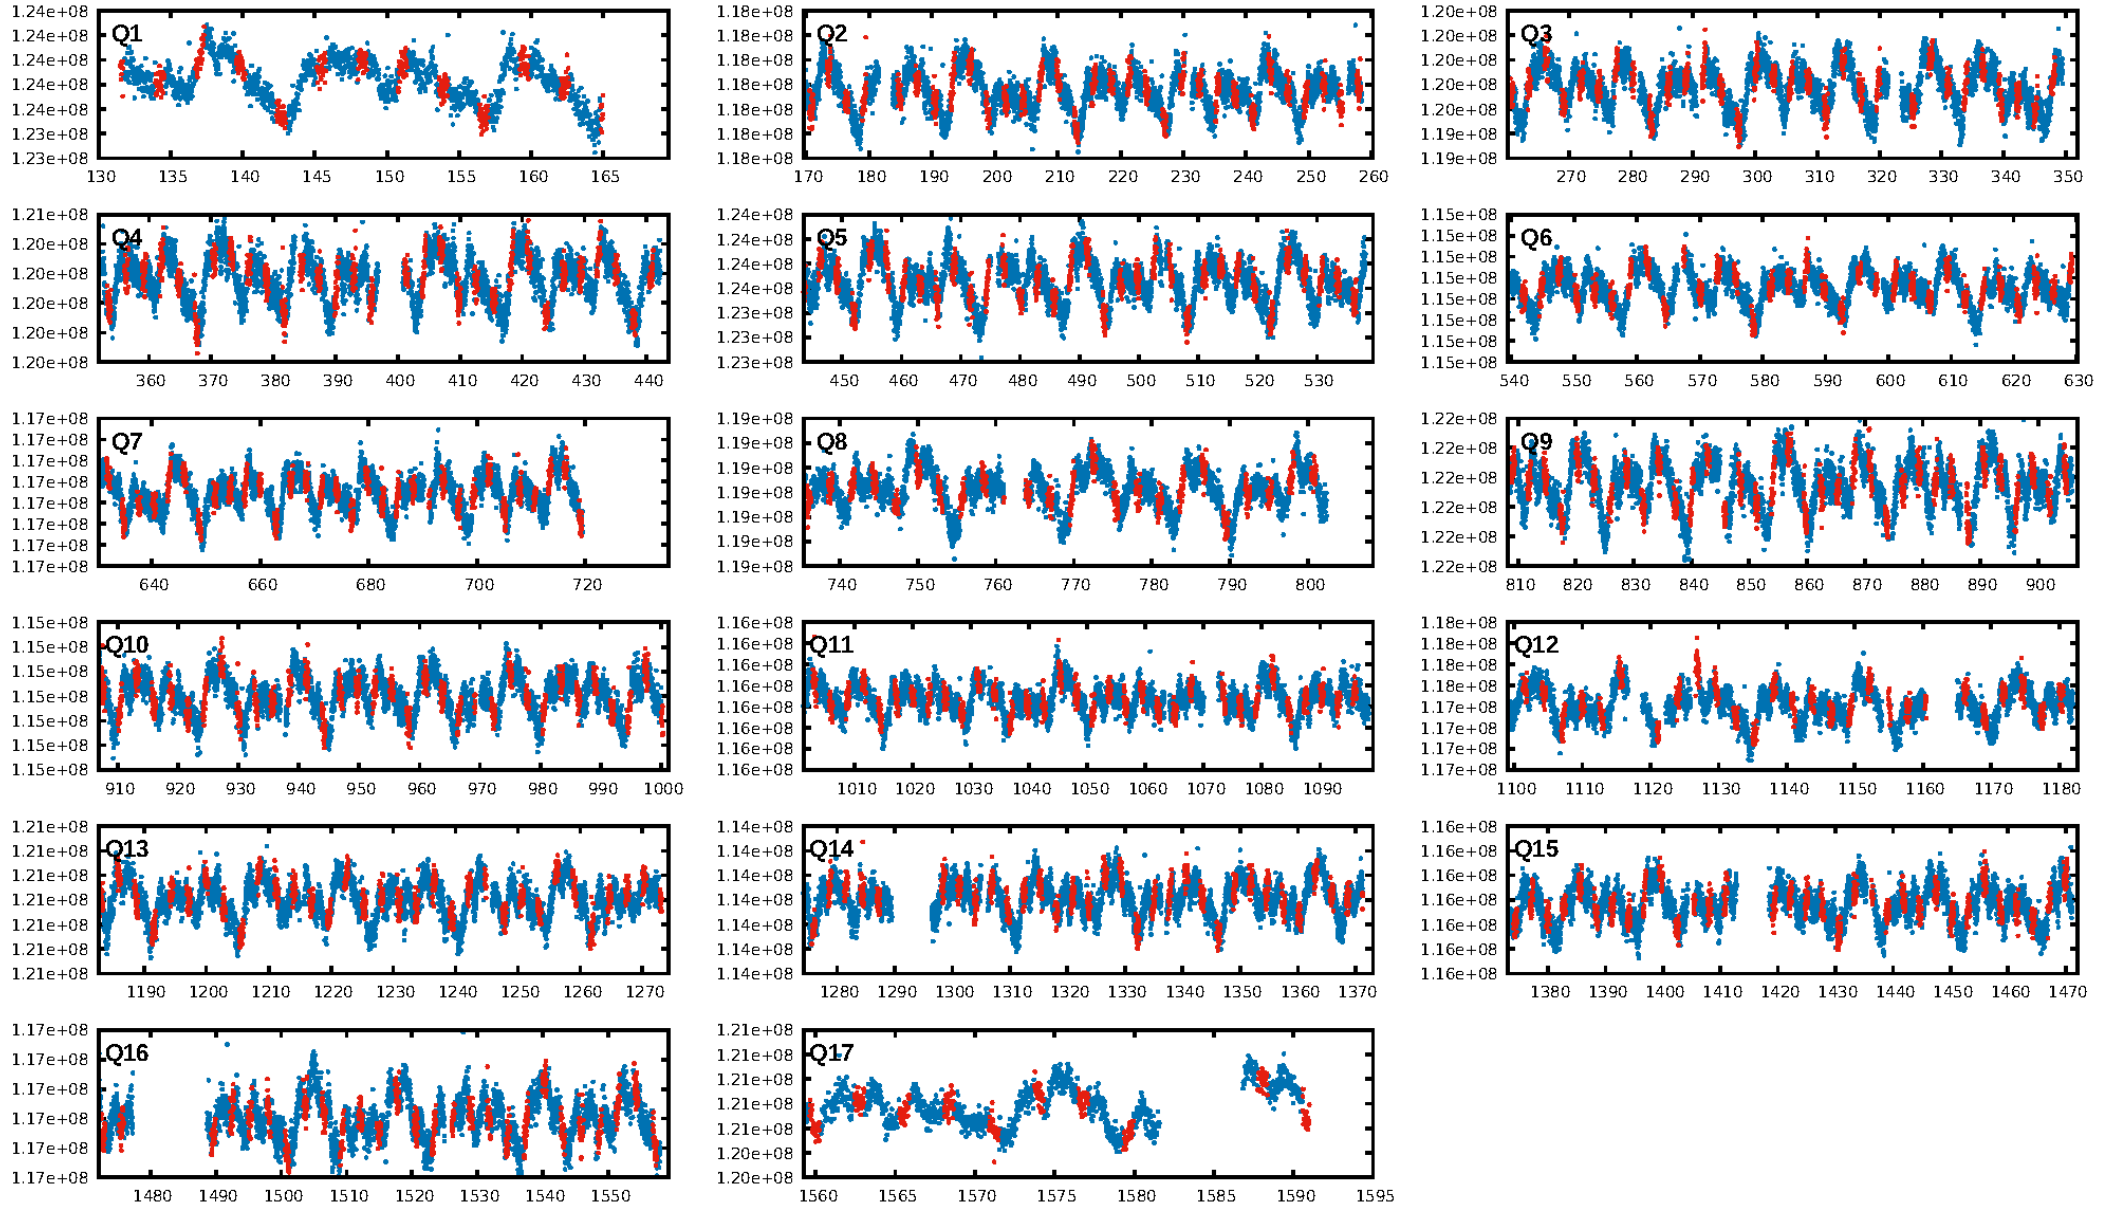 1.24e+08 1.24e+08 1.24e+08 1.24e+08 1.24e+08 1.23e+08 1.23e+08
Q1
130 135 140 145 150 155 160 165
1.18e+08 1.18e+08 1.18e+08 1.18e+08 1.18e+08 1.18e+08 1.18e+08
Q2
170 180 190 200 210 220 230 240 250 260
1.20e+08 1.20e+08 1.20e+08 1.20e+08 1.20e+08 1.19e+08 1.19e+08
Q3
270 280 290 300 310 320 330 340 350
1.21e+08 1.20e+08 1.20e+08 1.20e+08 1.20e+08 1.20e+08
Q4
360 370 380 390 400 410 420 430 440
1.24e+08 1.24e+08 1.24e+08 1.24e+08 1.23e+08 1.23e+08 1.23e+08
Q5
450 460 470 480 490 500 510 520 530
1.15e+08 1.15e+08 1.15e+08 1.15e+08 1.15e+08 1.15e+08 1.15e+08 1.15e+08
Q6
540 550 560 570 580 590 600 610 620 630
1.17e+08 1.17e+08 1.17e+08 1.17e+08 1.17e+08 1.17e+08 1.17e+08 1.17e+08
Q7
640 660 680 700 720
1.19e+08 1.19e+08 1.19e+08 1.19e+08 1.19e+08 1.19e+08 1.19e+08
Q8
740 750 760 770 780 790 800
1.22e+08 1.22e+08 1.22e+08 1.22e+08 1.22e+08 1.22e+08
Q9
810 820 830 840 850 860 870 880 890 900
1.15e+08 1.15e+08 1.15e+08 1.15e+08 1.15e+08 1.15e+08 1.15e+08
Q10
910 920 930 940 950 960 970 980 990 1000
1.16e+08 1.16e+08 1.16e+08 1.16e+08 1.16e+08 1.16e+08 1.16e+08 1.16e+08
Q11
1010 1020 1030 1040 1050 1060 1070 1080 1090
1.18e+08 1.18e+08 1.18e+08 1.18e+08 1.17e+08 1.17e+08 1.17e+08 1.17e+08
Q12
1100 1110 1120 1130 1140 1150 1160 1170 1180
1.21e+08 1.21e+08 1.21e+08 1.21e+08 1.21e+08 1.21e+08 1.21e+08
Q13
1190 1200 1210 1220 1230 1240 1250 1260 1270
1.14e+08 1.14e+08 1.14e+08 1.14e+08 1.14e+08 1.14e+08 1.14e+08
Q14
1280 1290 1300 1310 1320 1330 1340 1350 1360 1370
1.16e+08 1.16e+08 1.16e+08 1.16e+08 1.16e+08 1.16e+08 1.16e+08
Q15
1380 1390 1400 1410 1420 1430 1440 1450 1460 1470
1.17e+08 1.17e+08 1.17e+08 1.17e+08 1.17e+08 1.17e+08
Q16
1480 1490 1500 1510 1520 1530 1540 1550
1.21e+08 1.21e+08 1.21e+08 1.21e+08 1.21e+08 1.20e+08 1.20e+08
Q17
1560 1565 1570 1575 1580 1585 1590 1595